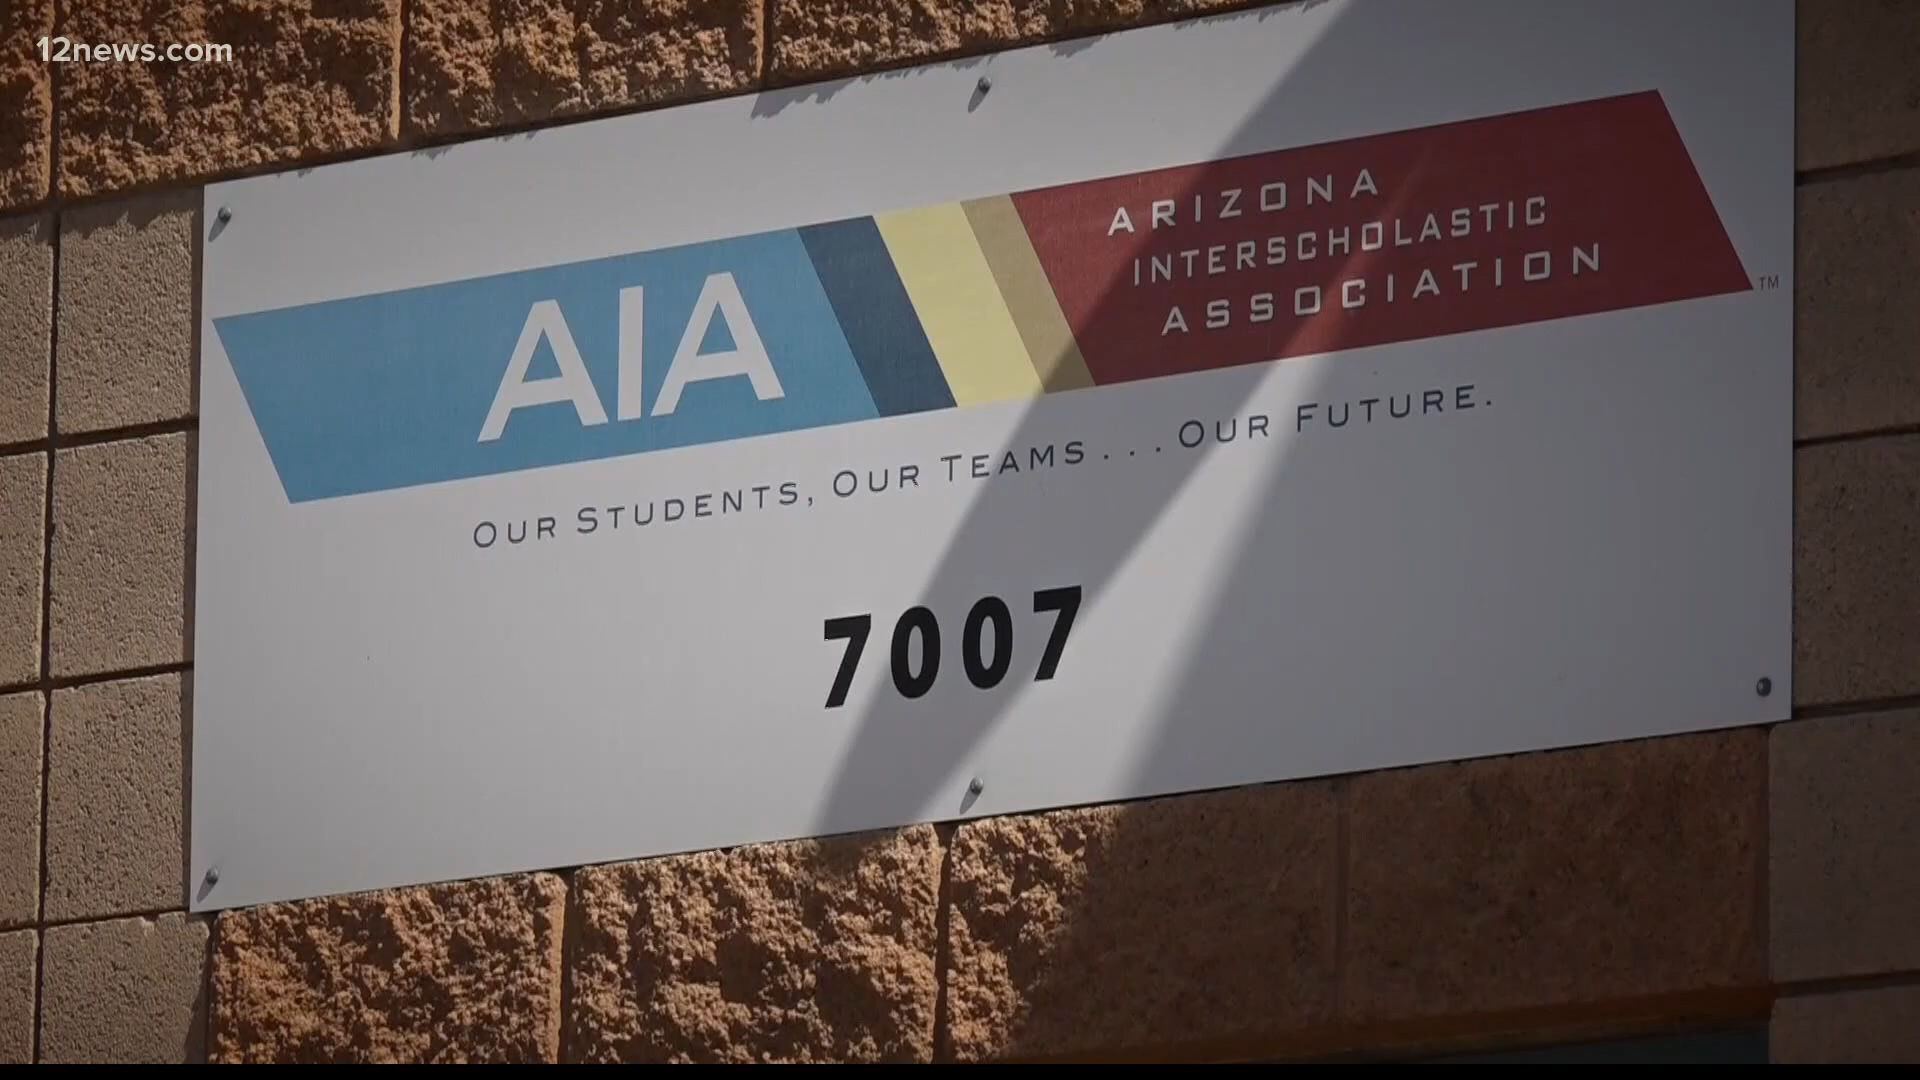 12news.com
AIA
ARIZONA
INTERSCHOLASTIC
ASSOCIATION
TM
OUR STUDENTS, OUR TEAMS... OUR FUTURE.
7007